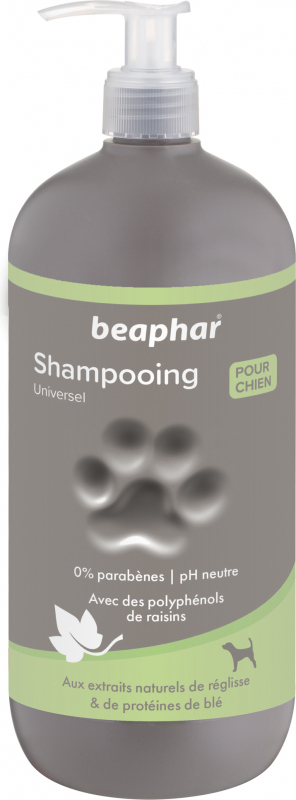 beaphar®
Shampooing
Universel
POUR
CHIEN
0% parabènes | pH neutre
Avec des polyphénols
de raisins
Aux extraits naturels de réglisse
& de protéines de blé